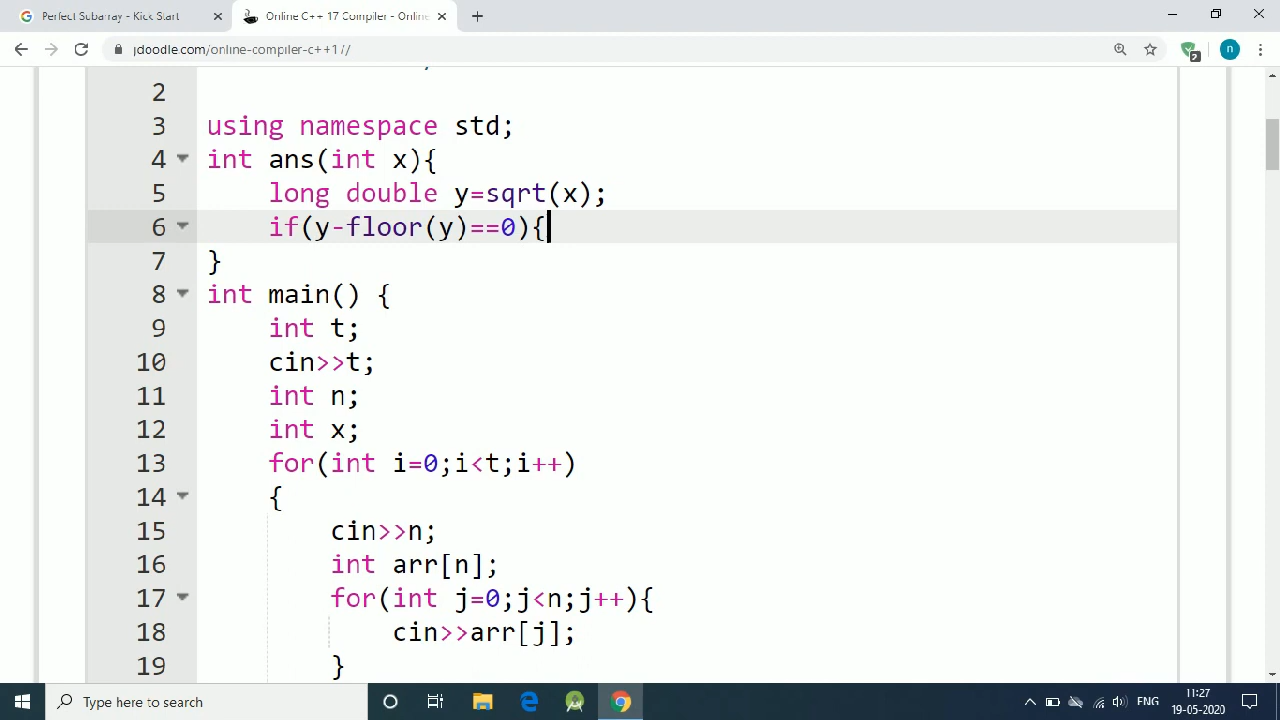 Perfect Subarray - Kick Start
Online C++ 17 Compiler - Online
jdoodle.com/online-compiler-c++17/
2
2
n
3 using namespace std;
4 int ans(int x){
5 long double y=sqrt(x);
6 if(y-floor(y)==0){
7 }
8 int main() {
9 int t;
10 cin>>t;
11 int n;
12 int x;
13 for(int i=0;i<t;i++)
14 {
15 cin>>n;
16 int arr[n];
17 for(int j=0;j<n;j++){
18 cin>>arr[j];
19 }
Type here to search
ENG
11:27
19-05-2020